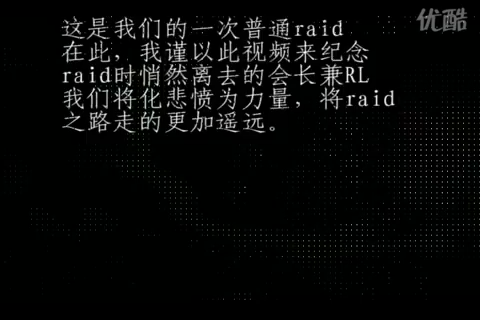 优酷
这是我们的一次普通raid
在此，我谨以此视频来纪念
raid时悄然离去的会长兼RL
我们将化悲愤为力量，将raid
之路走的更加遥远。